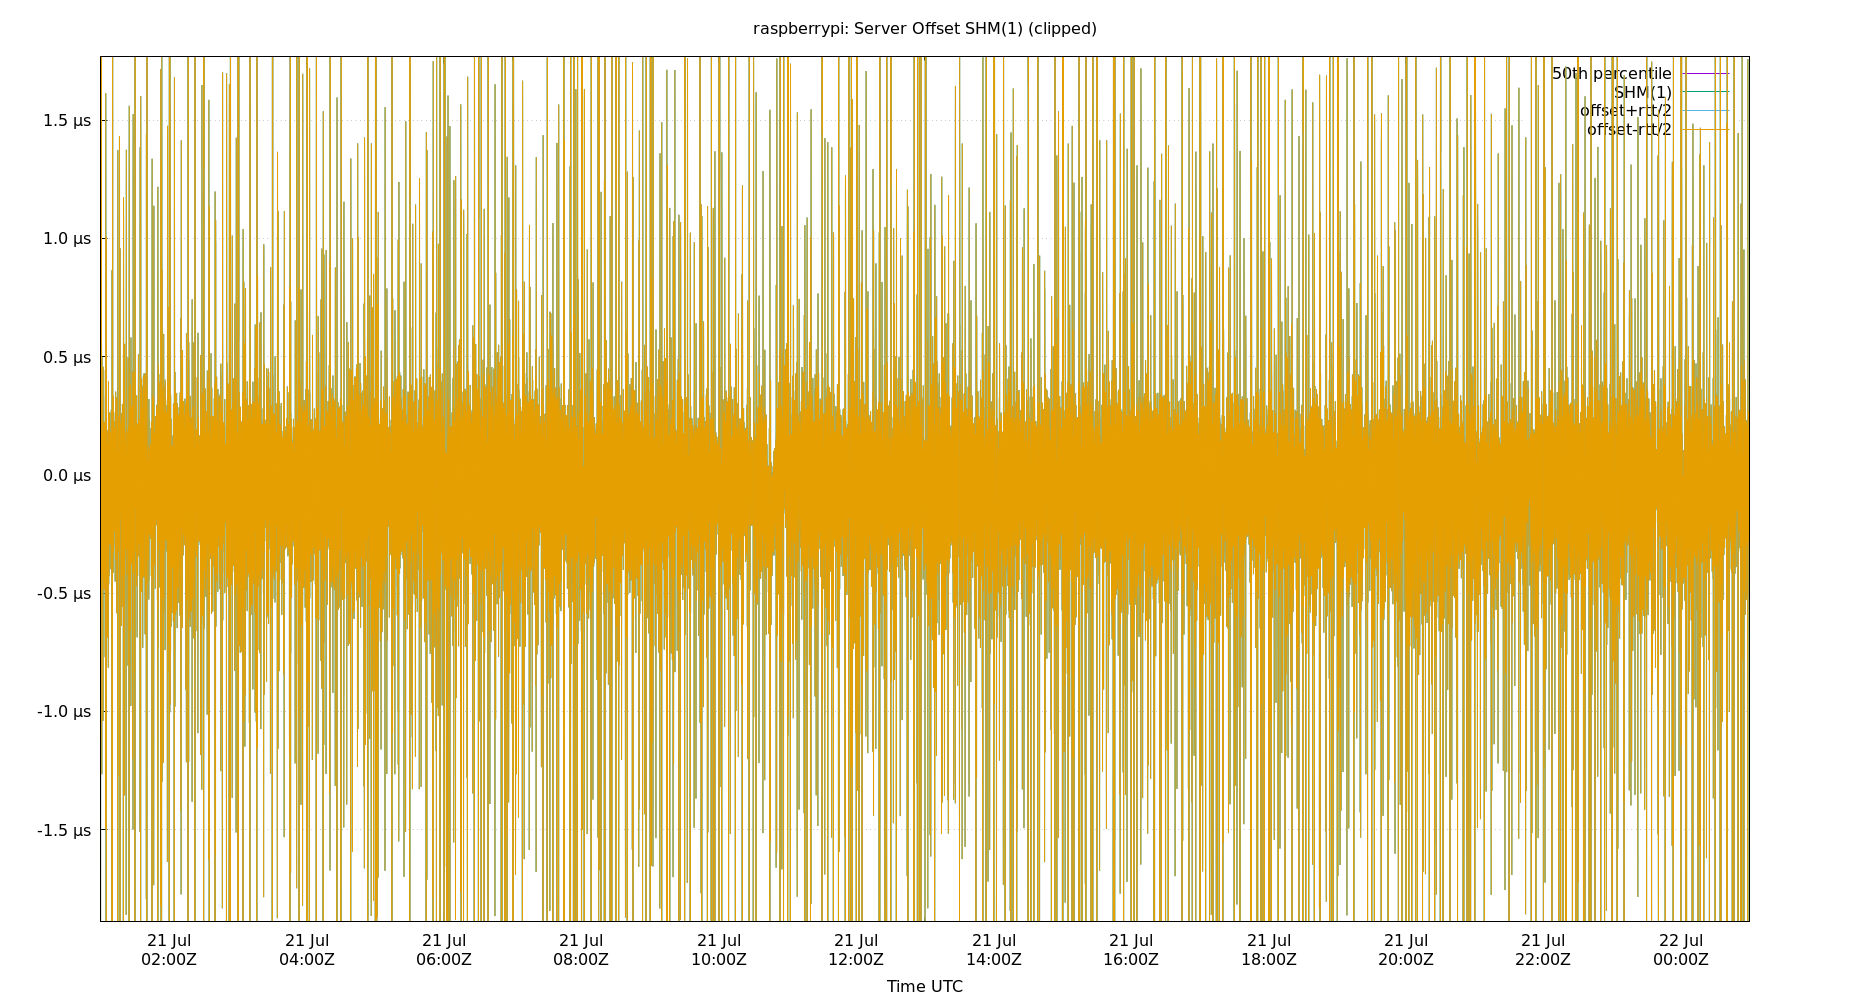 raspberrypi: Server Offset SHM(1) (clipped)
50th percentile
SHM(1)
offset+rtt/2
offset-rtt/2
1.5 µs
1.0 µs
0.5 µs
0.0 µs
-0.5 µs
-1.0 µs
-1.5 µs
21 Jul 21 Jul 21 Jul 21 Jul 21 Jul 21 Jul 21 Jul 21 Jul 21 Jul 21 Jul 21 Jul 22 Jul
02:00Z 04:00Z 06:00Z 08:00Z 10:00Z 12:00Z 14:00Z 16:00Z 18:00Z 20:00Z 22:00Z 00:00Z
Time UTC